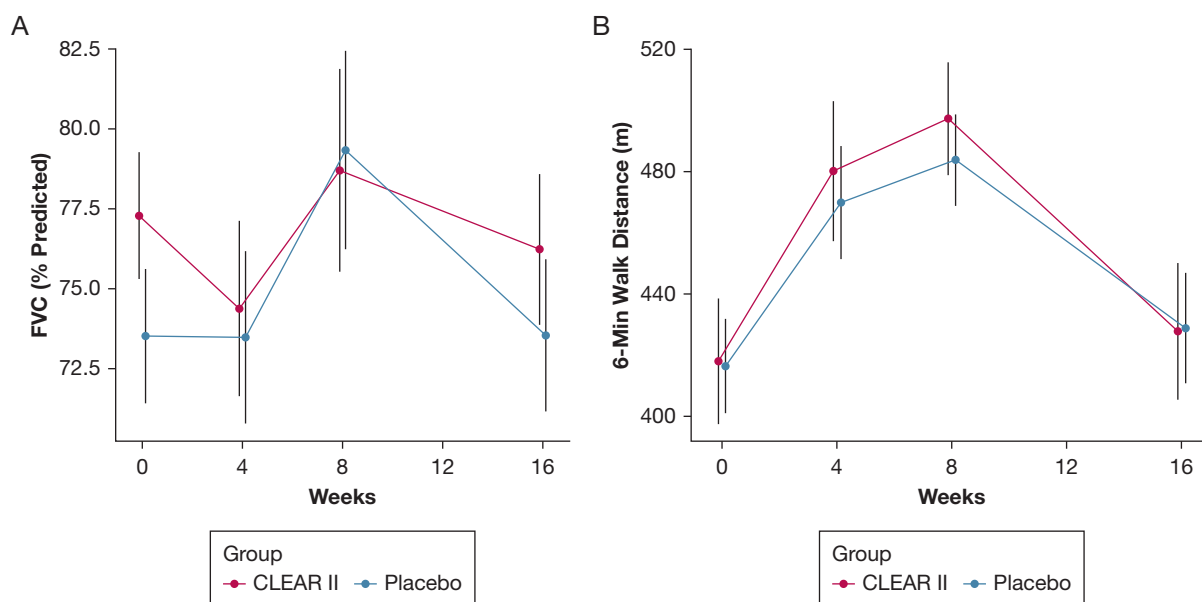 A
82.5
80.0
77.5
75.0
72.5
FVC (% Predicted)
0 4 8 12 16
Weeks
Group
CLEAR II Placebo
B
520
480
440
400
6-Min Walk Distance (m)
0 4 8 12 16
Weeks
Group
CLEAR II Placebo